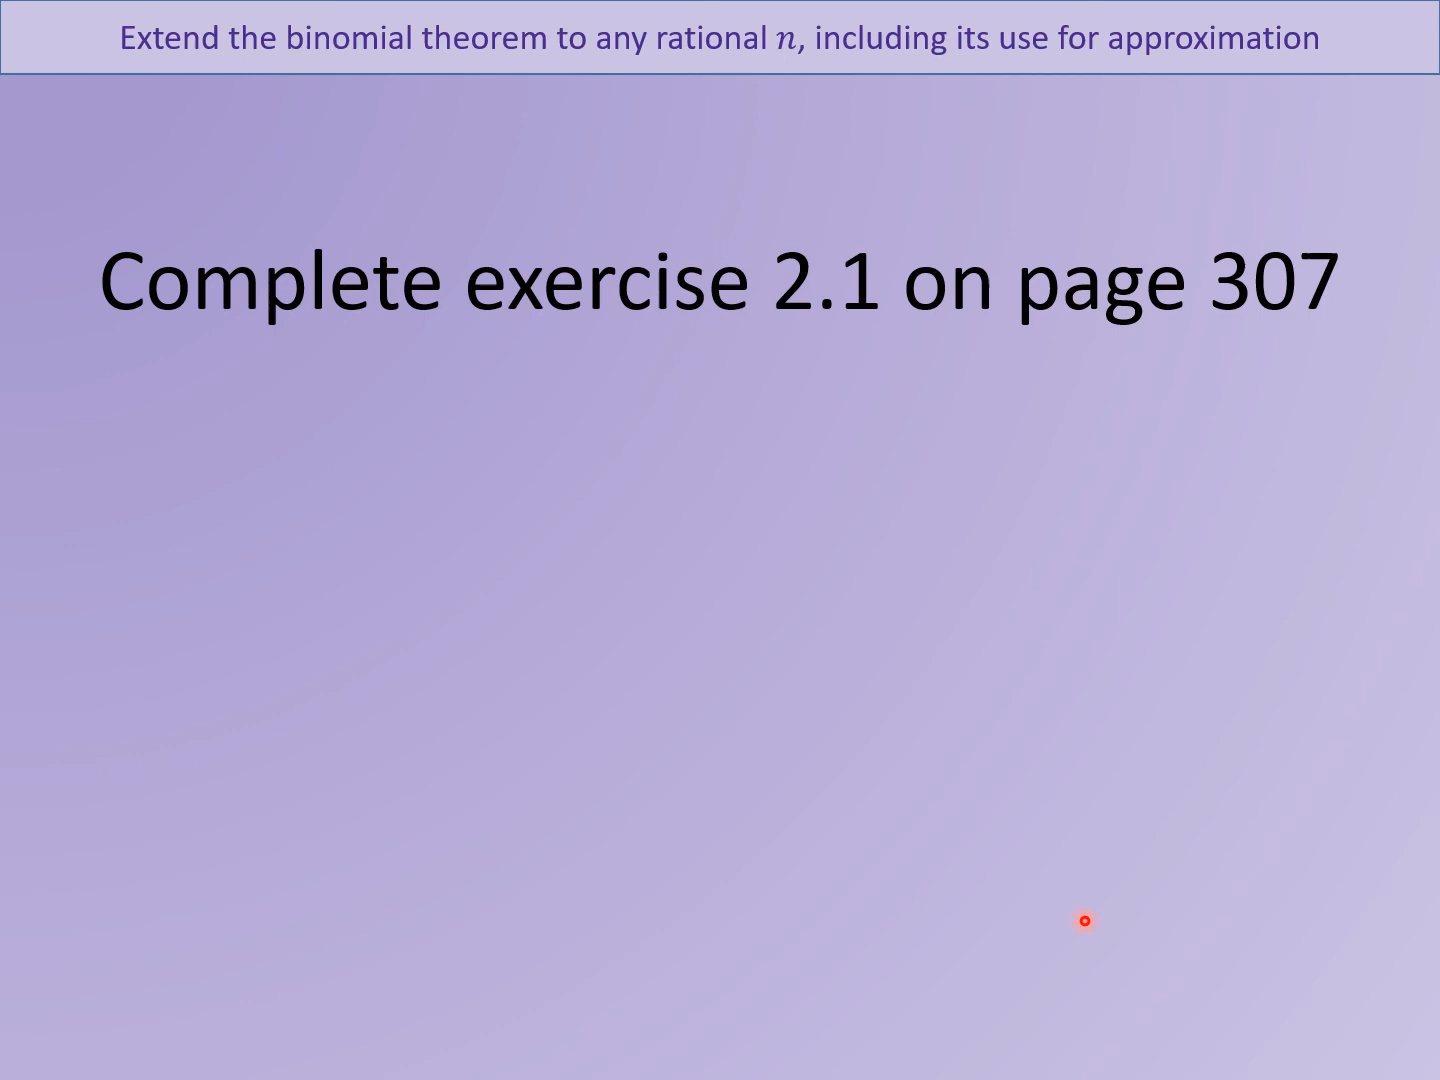 Extend the binomial theorem to any rational n, including its use for approximation
Complete exercise 2.1 on page 307